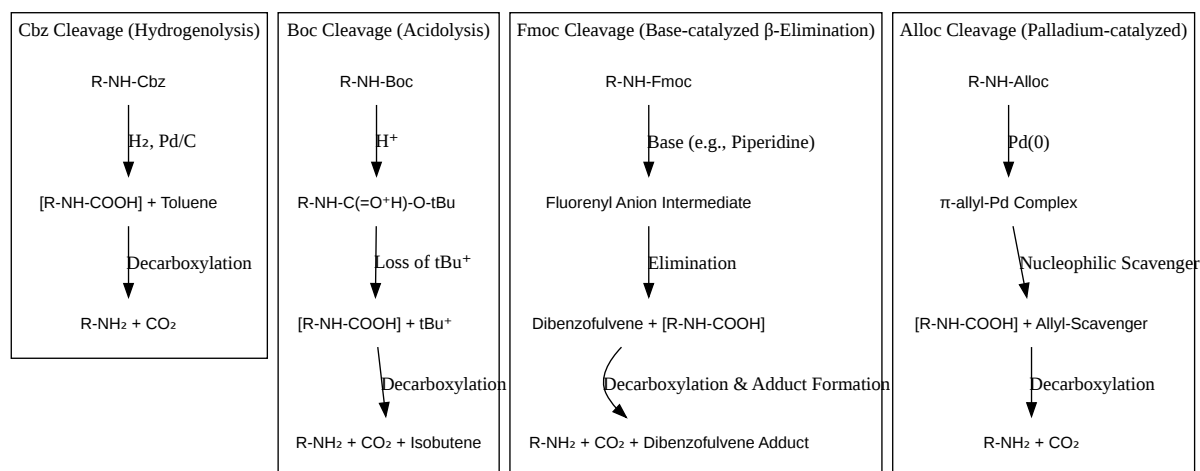 Cbz Cleavage (Hydrogenolysis)
R-NH-Cbz
H₂, Pd/C
[R-NH-COOH] + Toluene
Decarboxylation
R-NH₂ + CO₂
Boc Cleavage (Acidolysis)
R-NH-Boc
H⁺
R-NH-C(=O⁺H)-O-tBu
Loss of tBu⁺
[R-NH-COOH] + tBu⁺
Decarboxylation
R-NH₂ + CO₂ + Isobutene
Fmoc Cleavage (Base-catalyzed β-Elimination)
R-NH-Fmoc
Base (e.g., Piperidine)
Fluorenyl Anion Intermediate
Elimination
Dibenzofulvene + [R-NH-COOH]
Decarboxylation & Adduct Formation
R-NH₂ + CO₂ + Dibenzofulvene Adduct
Alloc Cleavage (Palladium-catalyzed)
R-NH-Alloc
Pd(0)
π-allyl-Pd Complex
Nucleophilic Scavenger
[R-NH-COOH] + Allyl-Scavenger
Decarboxylation
R-NH₂ + CO₂